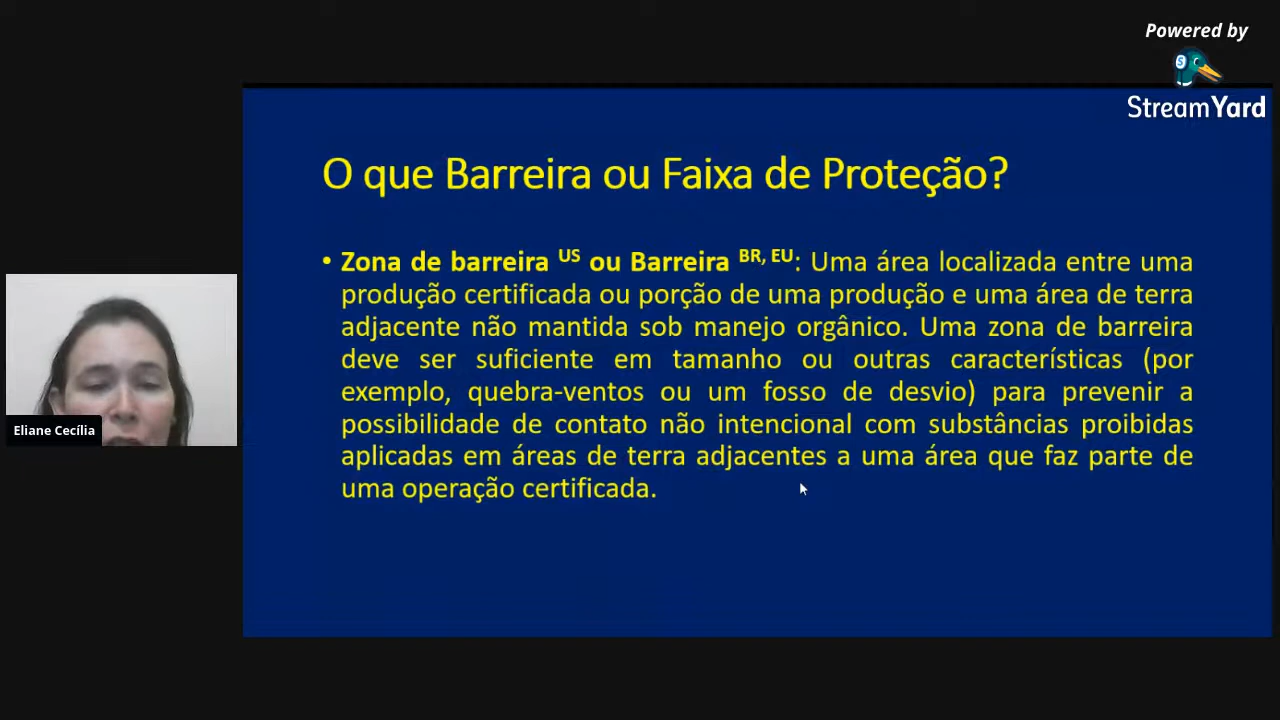 Powered by
StreamYard
O que Barreira ou Faixa de Proteção?
• Zona de barreira US ou Barreira BR, EU: Uma área localizada entre uma
produção certificada ou porção de uma produção e uma área de terra
adjacente não mantida sob manejo orgânico. Uma zona de barreira
deve ser suficiente em tamanho ou outras características (por
exemplo, quebra-ventos ou um fosso de desvio) para prevenir a
possibilidade de contato não intencional com substâncias proibidas
aplicadas em áreas de terra adjacentes a uma área que faz parte de
uma operação certificada.
Eliane Cecília